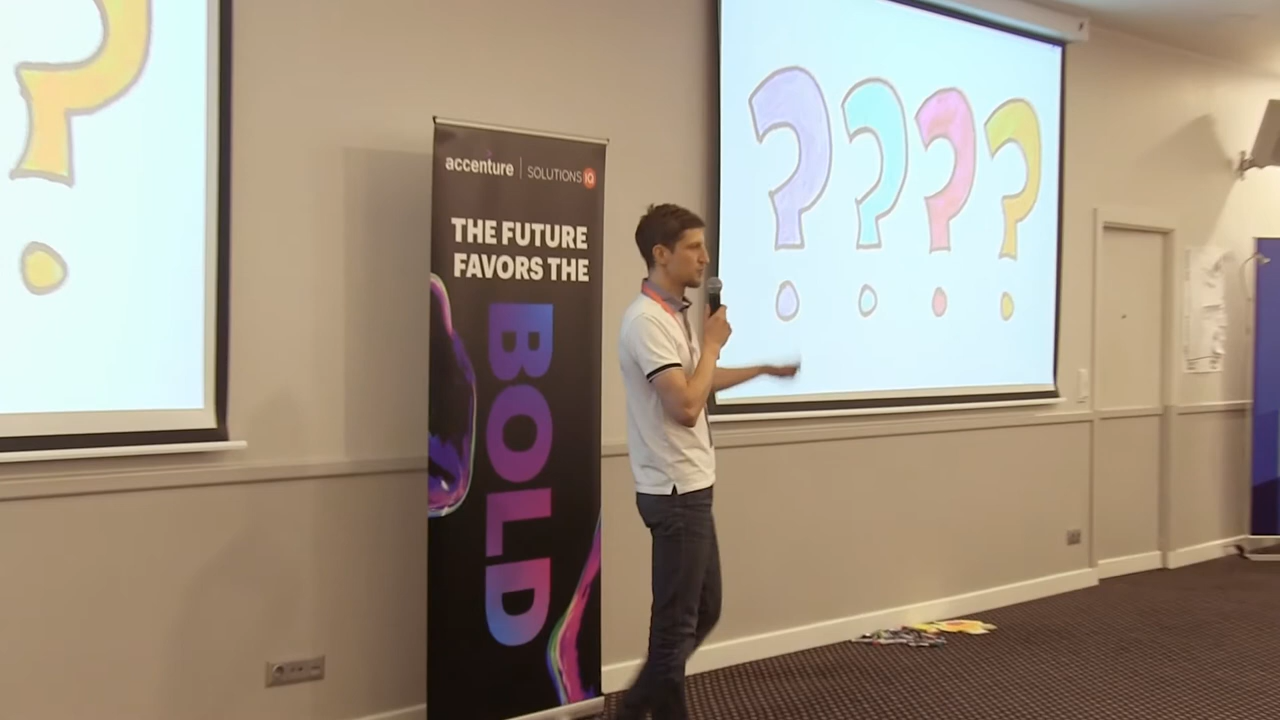 ?
? ? ? ?
accenture | SOLUTIONS IQ
THE FUTURE
FAVORS THE
BOLD